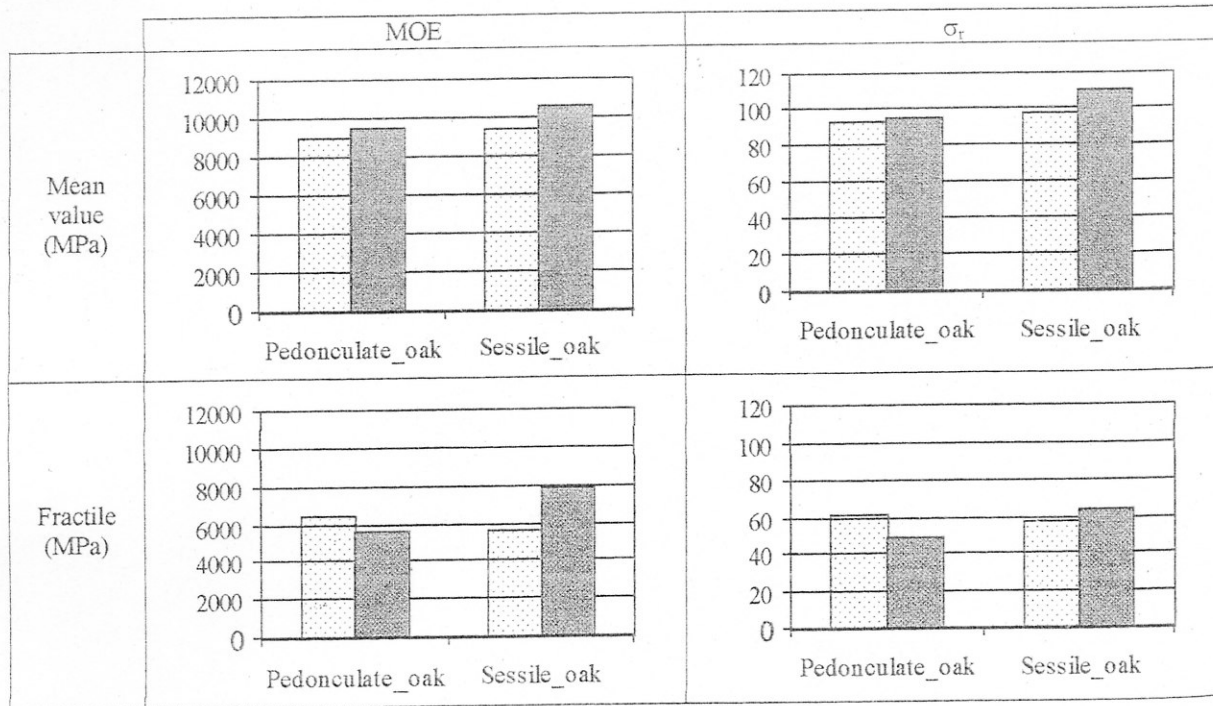 MOE
σr
Mean
value
(MPa)
12000
10000
8000
6000
4000
2000
0
Pedonculate_oak
Sessile_oak
120
100
80
60
40
20
0
Pedonculate_oak
Sessile_oak
Fractile
(MPa)
12000
10000
8000
6000
4000
2000
0
Pedonculate_oak
Sessile_oak
120
100
80
60
40
20
0
Pedonculate_oak
Sessile_oak